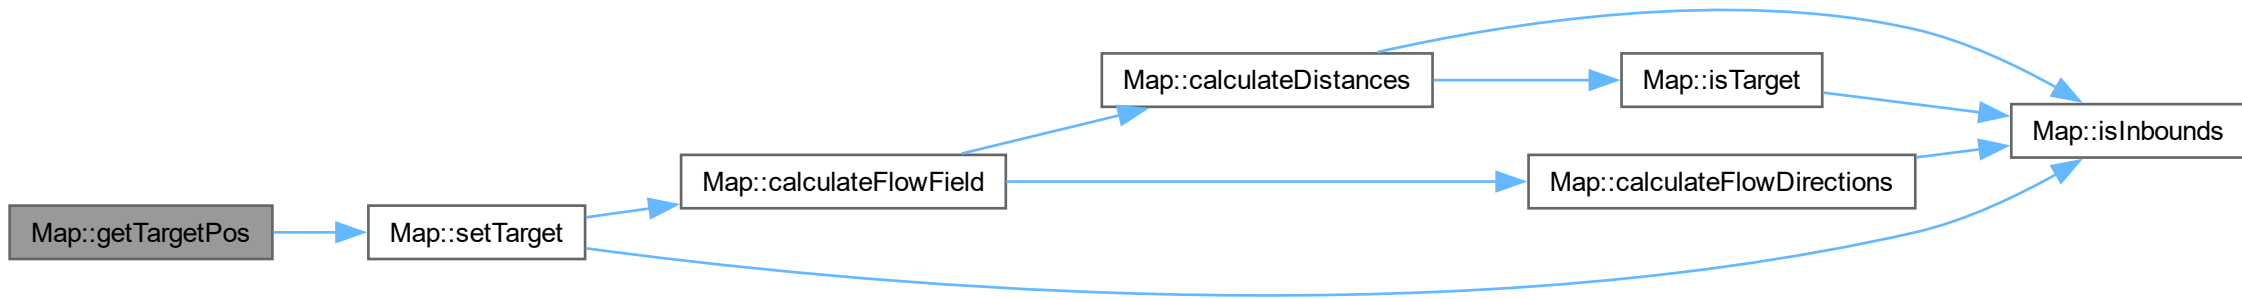 Map::getTargetPos
Map::setTarget
Map::calculateFlowField
Map::calculateDistances
Map::isTarget
Map::calculateFlowDirections
Map::isInbounds